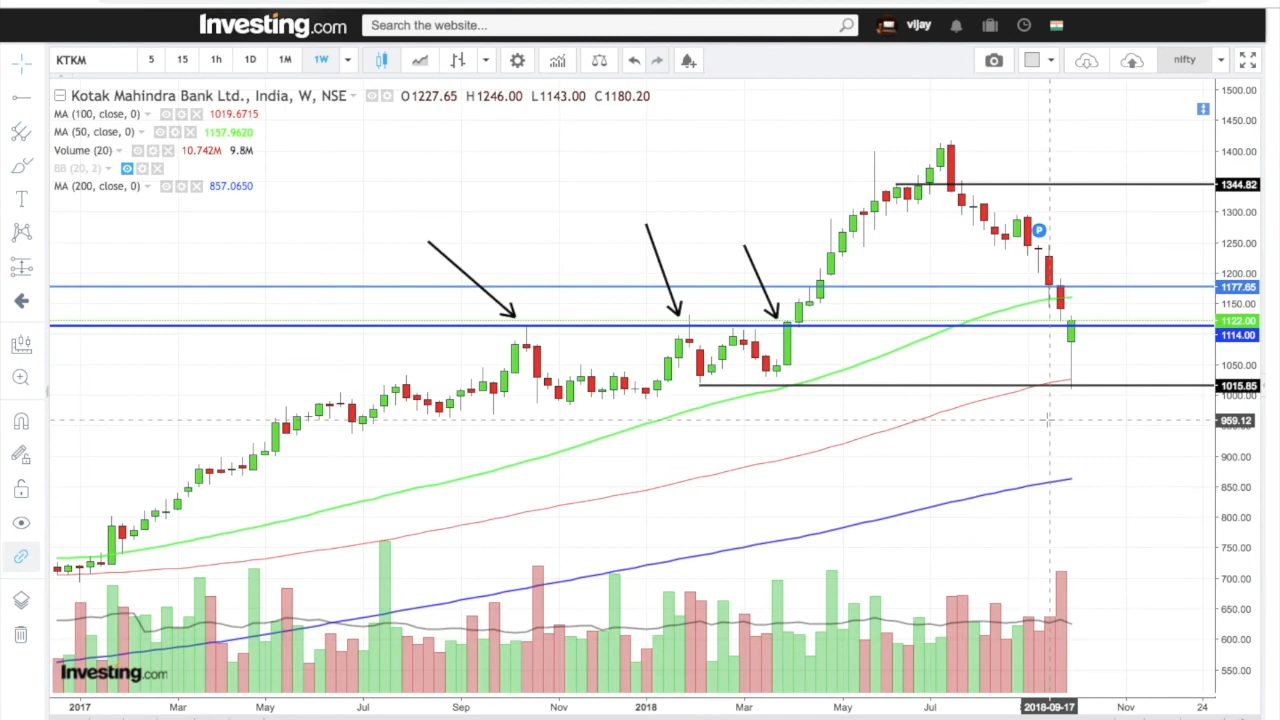 Investing.com
Search the website...
vijay
KTKM 5 15 1h 1D 1M 1W nifty
Kotak Mahindra Bank Ltd., India, W, NSE O1227.65 H1246.00 L1143.00 C1180.20
MA (100, close, 0) 1019.6715
MA (50, close, 0) 1157.9620
Volume (20) 10.742M 9.8M
BB (20, 2)
MA (200, close, 0) 857.0650
1500.00
1450.00
1400.00
1344.82
1300.00
1250.00
P
1200.00
1177.65
1150.00
1122.00
1114.00
1050.00
1015.85
1000.00
959.12
900.00
850.00
800.00
750.00
700.00
650.00
600.00
550.00
Investing.com
2017 Mar May Jul Sep Nov 2018 Mar May Jul 2018-09-17 Nov 24